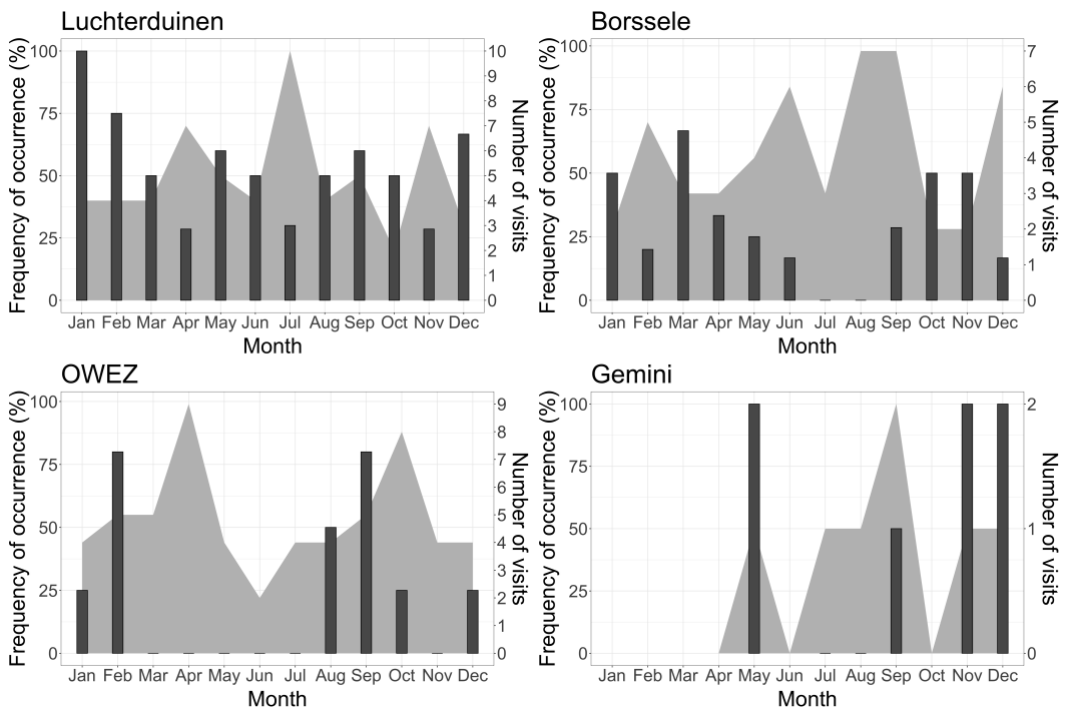 Luchterduinen
Frequency of occurrence (%)
100
75
50
25
0
10
9
8
7
6
5
4
3
2
1
0
Number of visits
Jan Feb Mar Apr May Jun Jul Aug Sep Oct Nov Dec
Month
Borssele
Frequency of occurrence (%)
100
75
50
25
0
7
6
5
4
3
2
1
0
Number of visits
Jan Feb Mar Apr May Jun Jul Aug Sep Oct Nov Dec
Month
OWEZ
Frequency of occurrence (%)
100
75
50
25
0
9
8
7
6
5
4
3
2
1
0
Number of visits
Jan Feb Mar Apr May Jun Jul Aug Sep Oct Nov Dec
Month
Gemini
Frequency of occurrence (%)
100
75
50
25
0
2
1
0
Number of visits
Jan Feb Mar Apr May Jun Jul Aug Sep Oct Nov Dec
Month